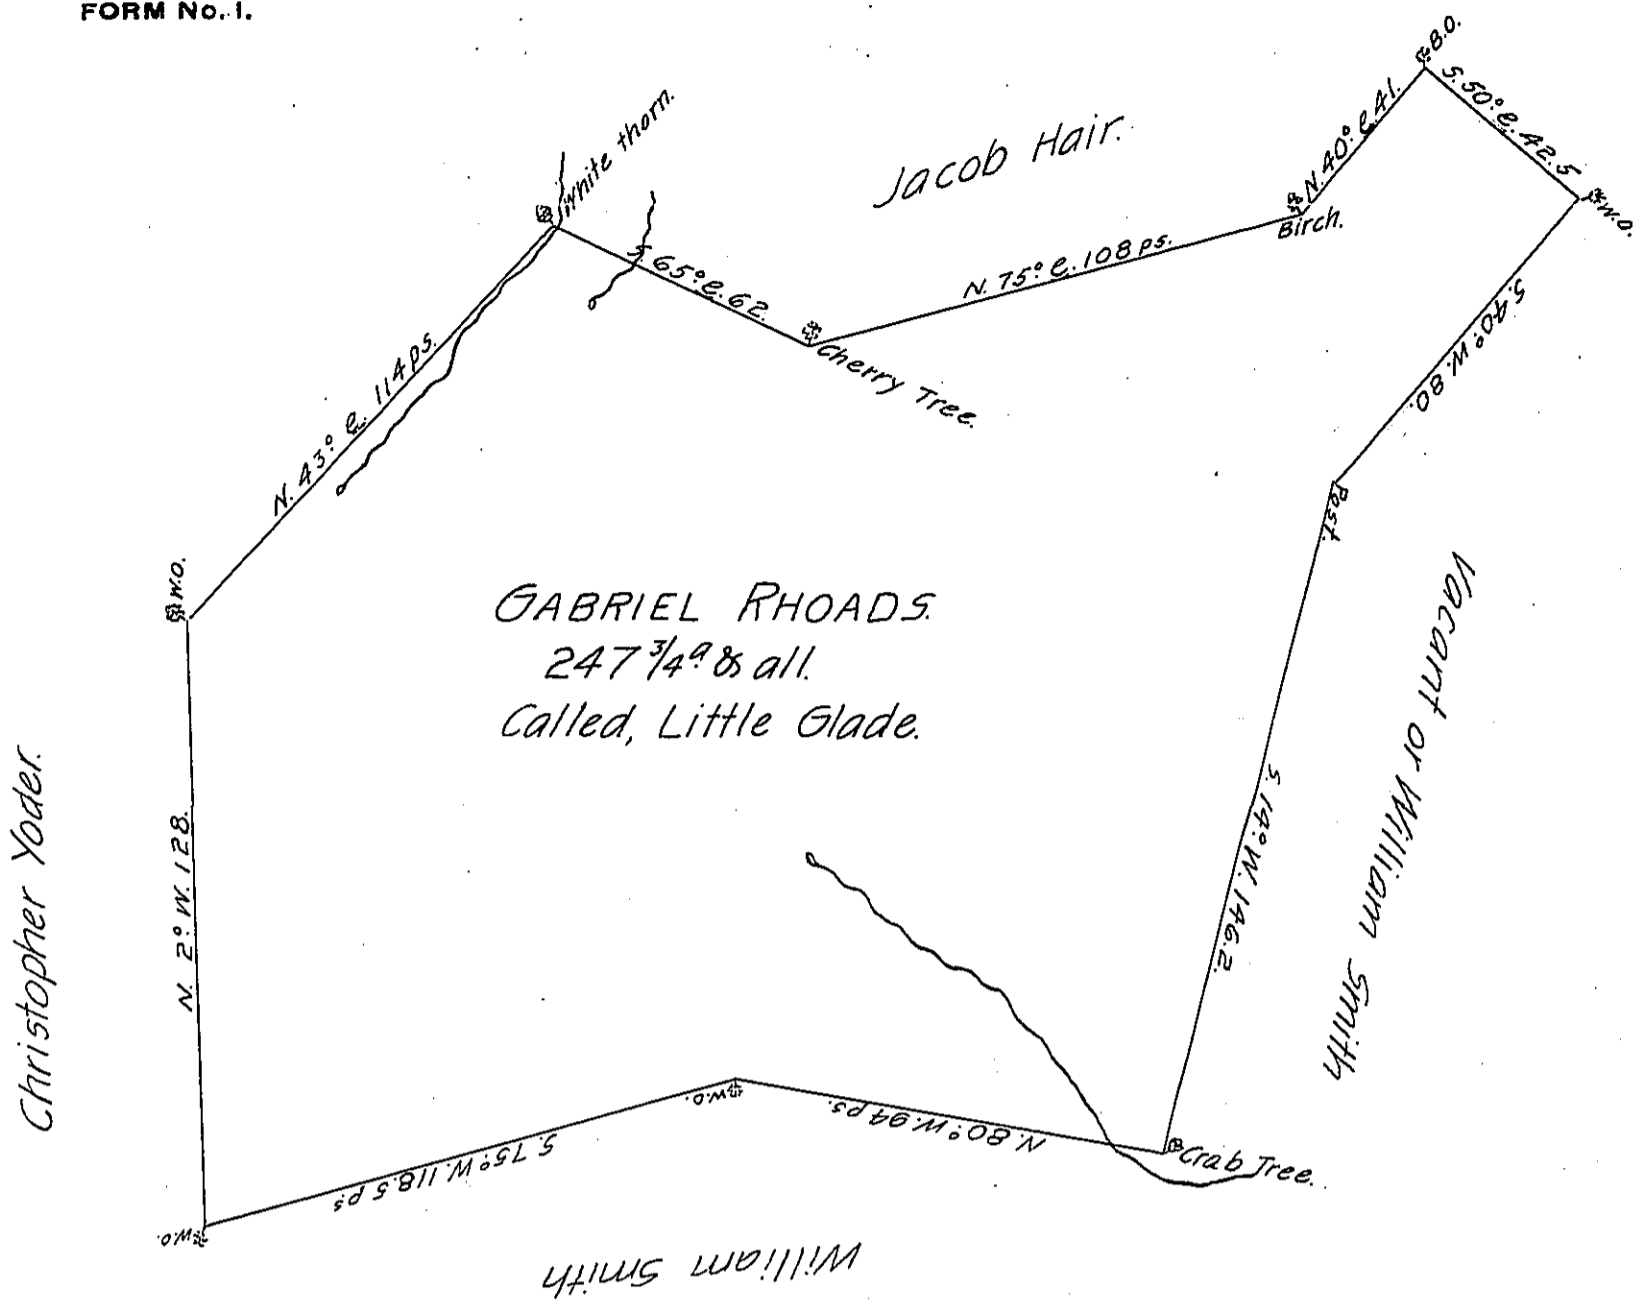 FORM No. 1.
B.O.
S. 50° e. 42.5
N. 40° e. 41.
White thorn.
Jacob Hair.
W.O.
Birch.
S. 65° e. 62.
N. 75° e. 108 ps.
Cherry Tree.
S. 40° W. 80.
N. 43° e. 114 ps.
Post.
W.O.
GABRIEL RHOADS.
247 3/4 a & all.
Called, Little Glade.
Vacant or William Smith
Christopher Yoder.
N. 2° W. 128.
S. 14° W. 146.2.
W.O.
N. 80° W. 94 ps.
Crab Tree.
S. 75° W. 118.5 ps
W.O.
William Smith